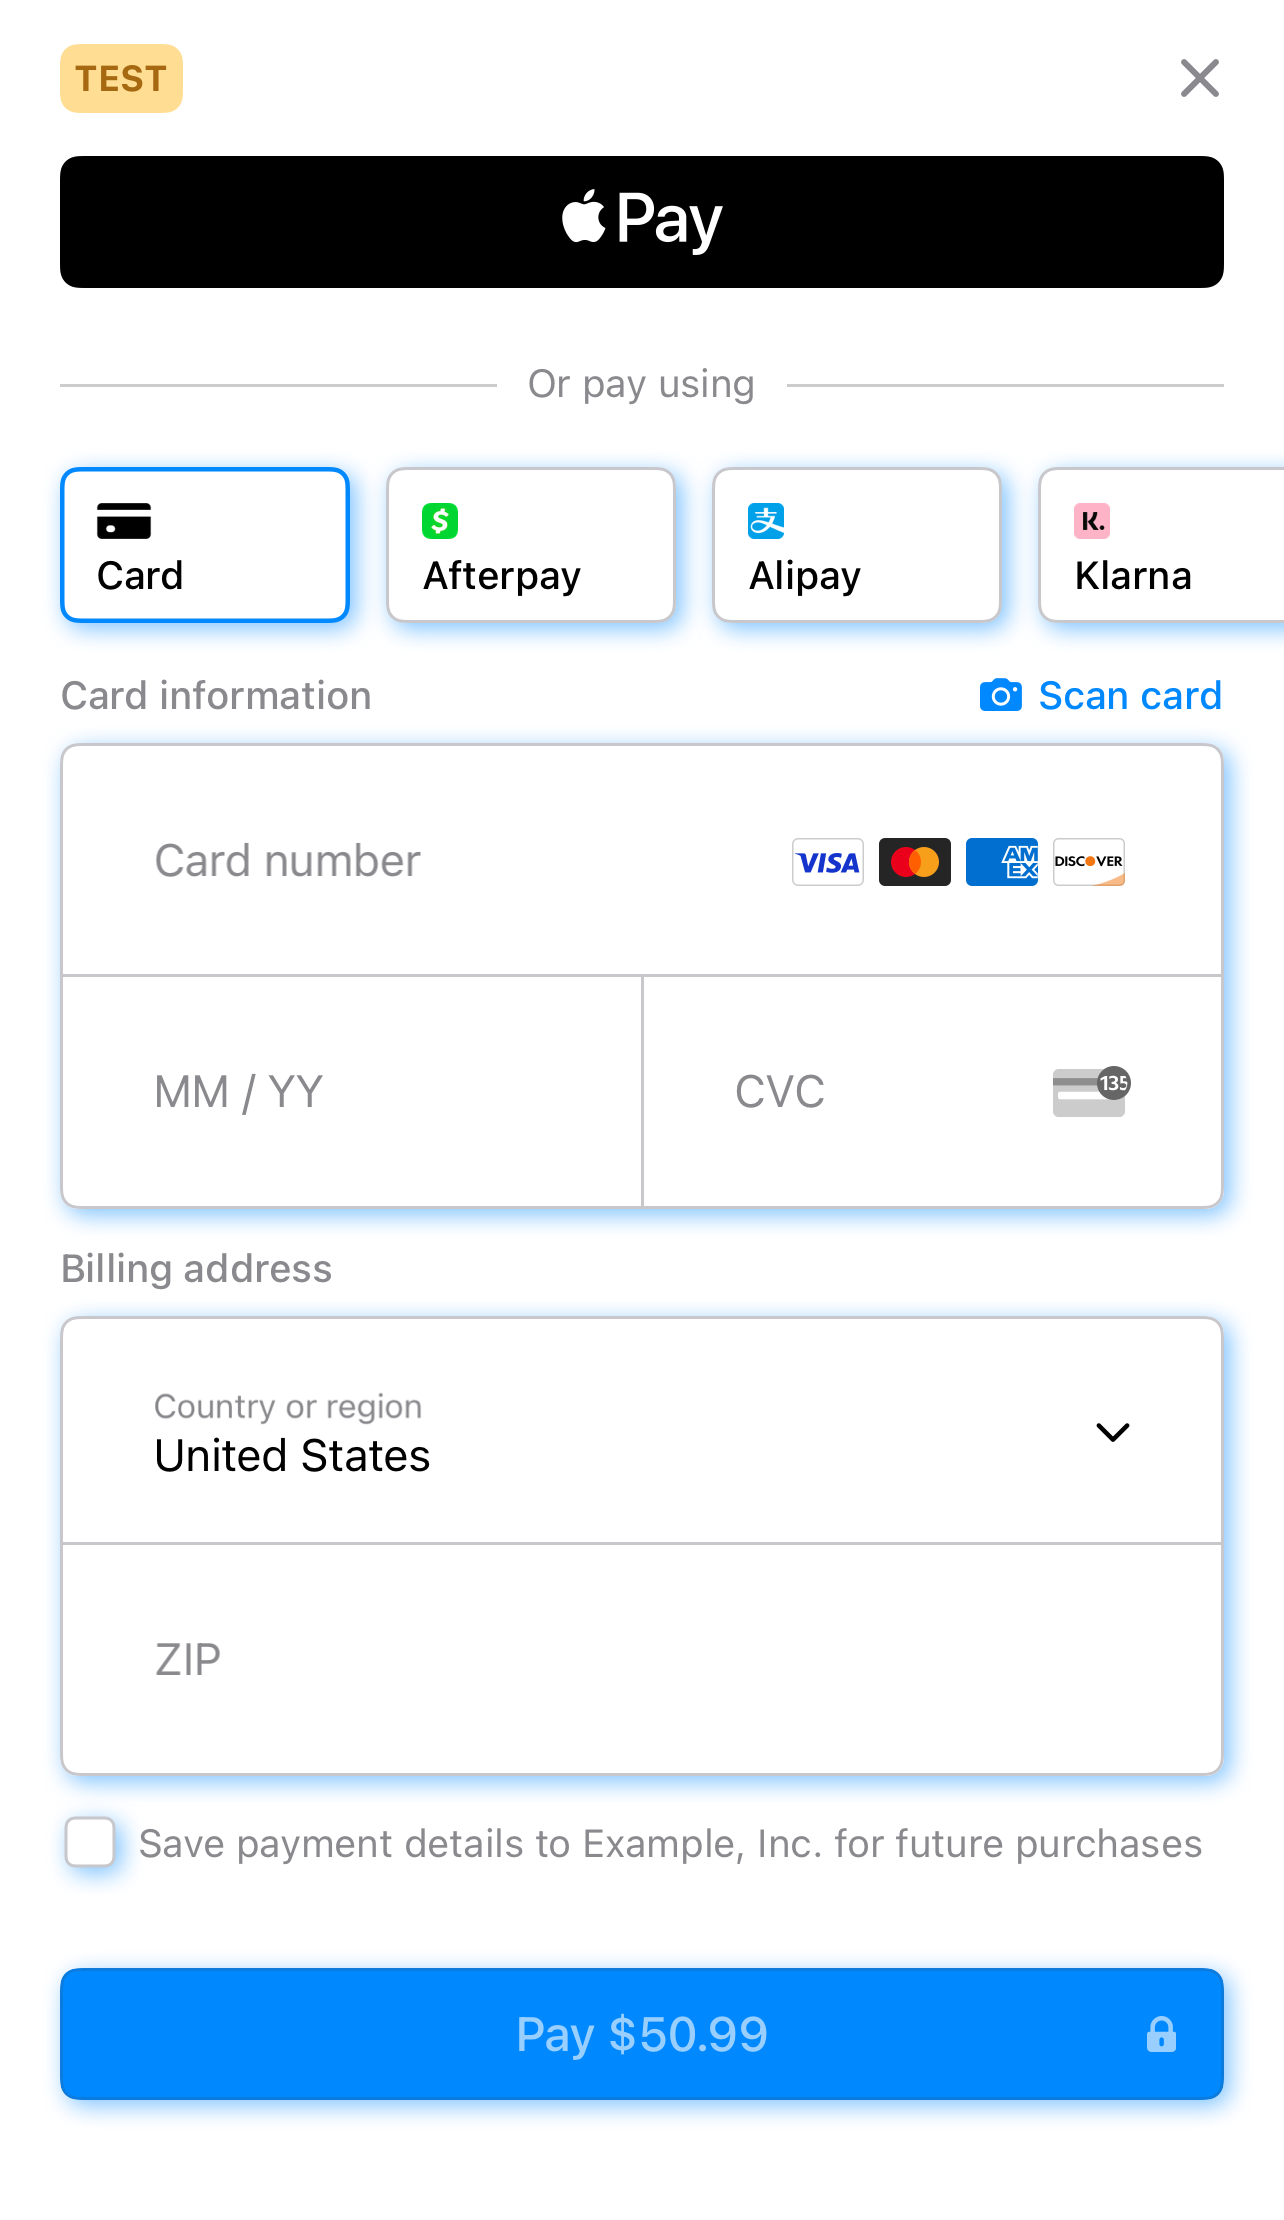 TEST
Pay
Or pay using
Card
Afterpay
支
Alipay
K.
Klarna
Card information
Scan card
Card number
VISA
AM
EX
DISCOVER
MM / YY
CVC
135
Billing address
Country or region
United States
ZIP
Save payment details to Example, Inc. for future purchases
Pay $50.99